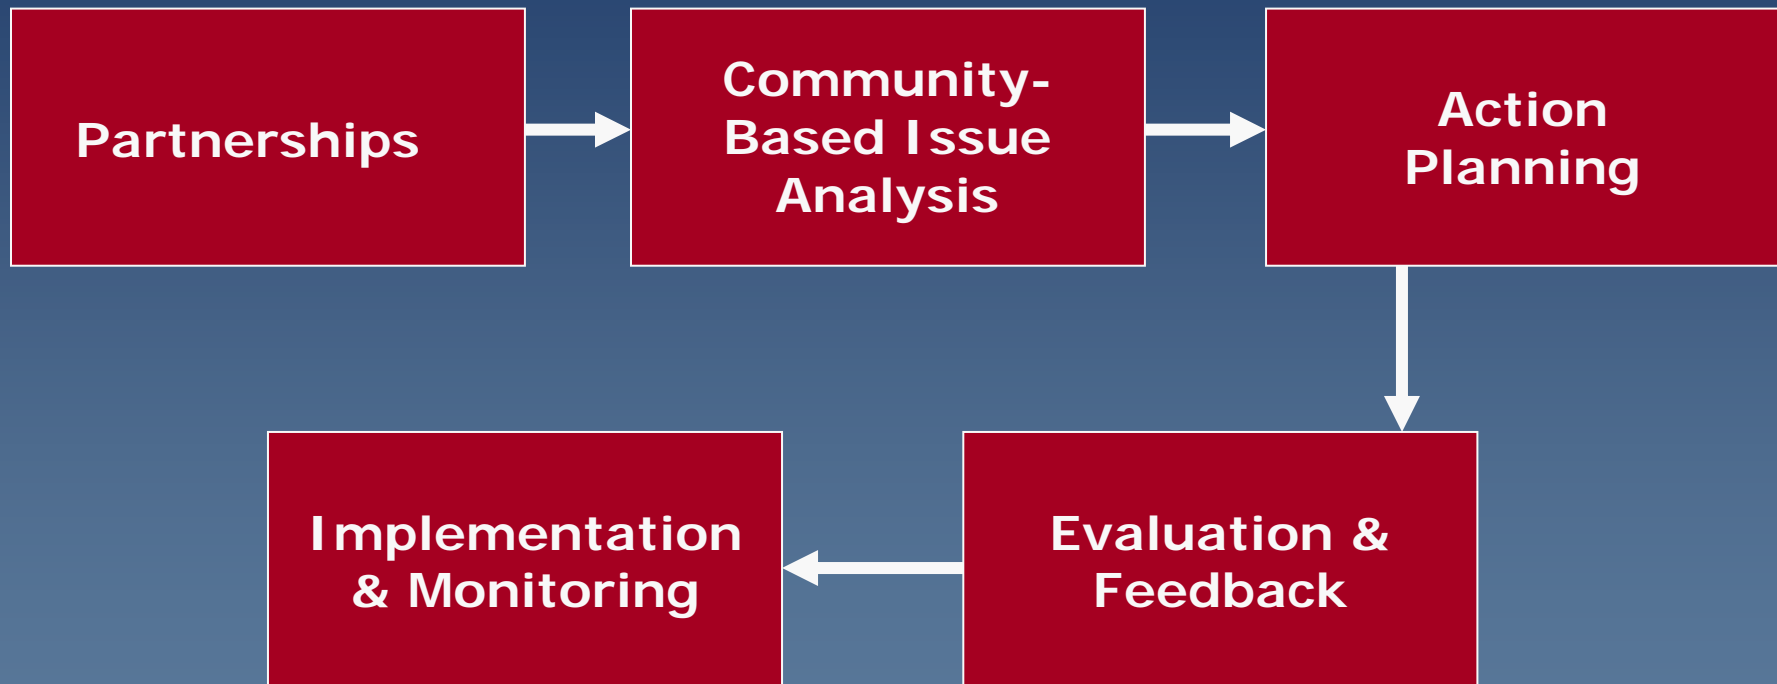 Partnerships
Community-
Based Issue
Analysis
Action
Planning
Implementation
& Monitoring
Evaluation &
Feedback